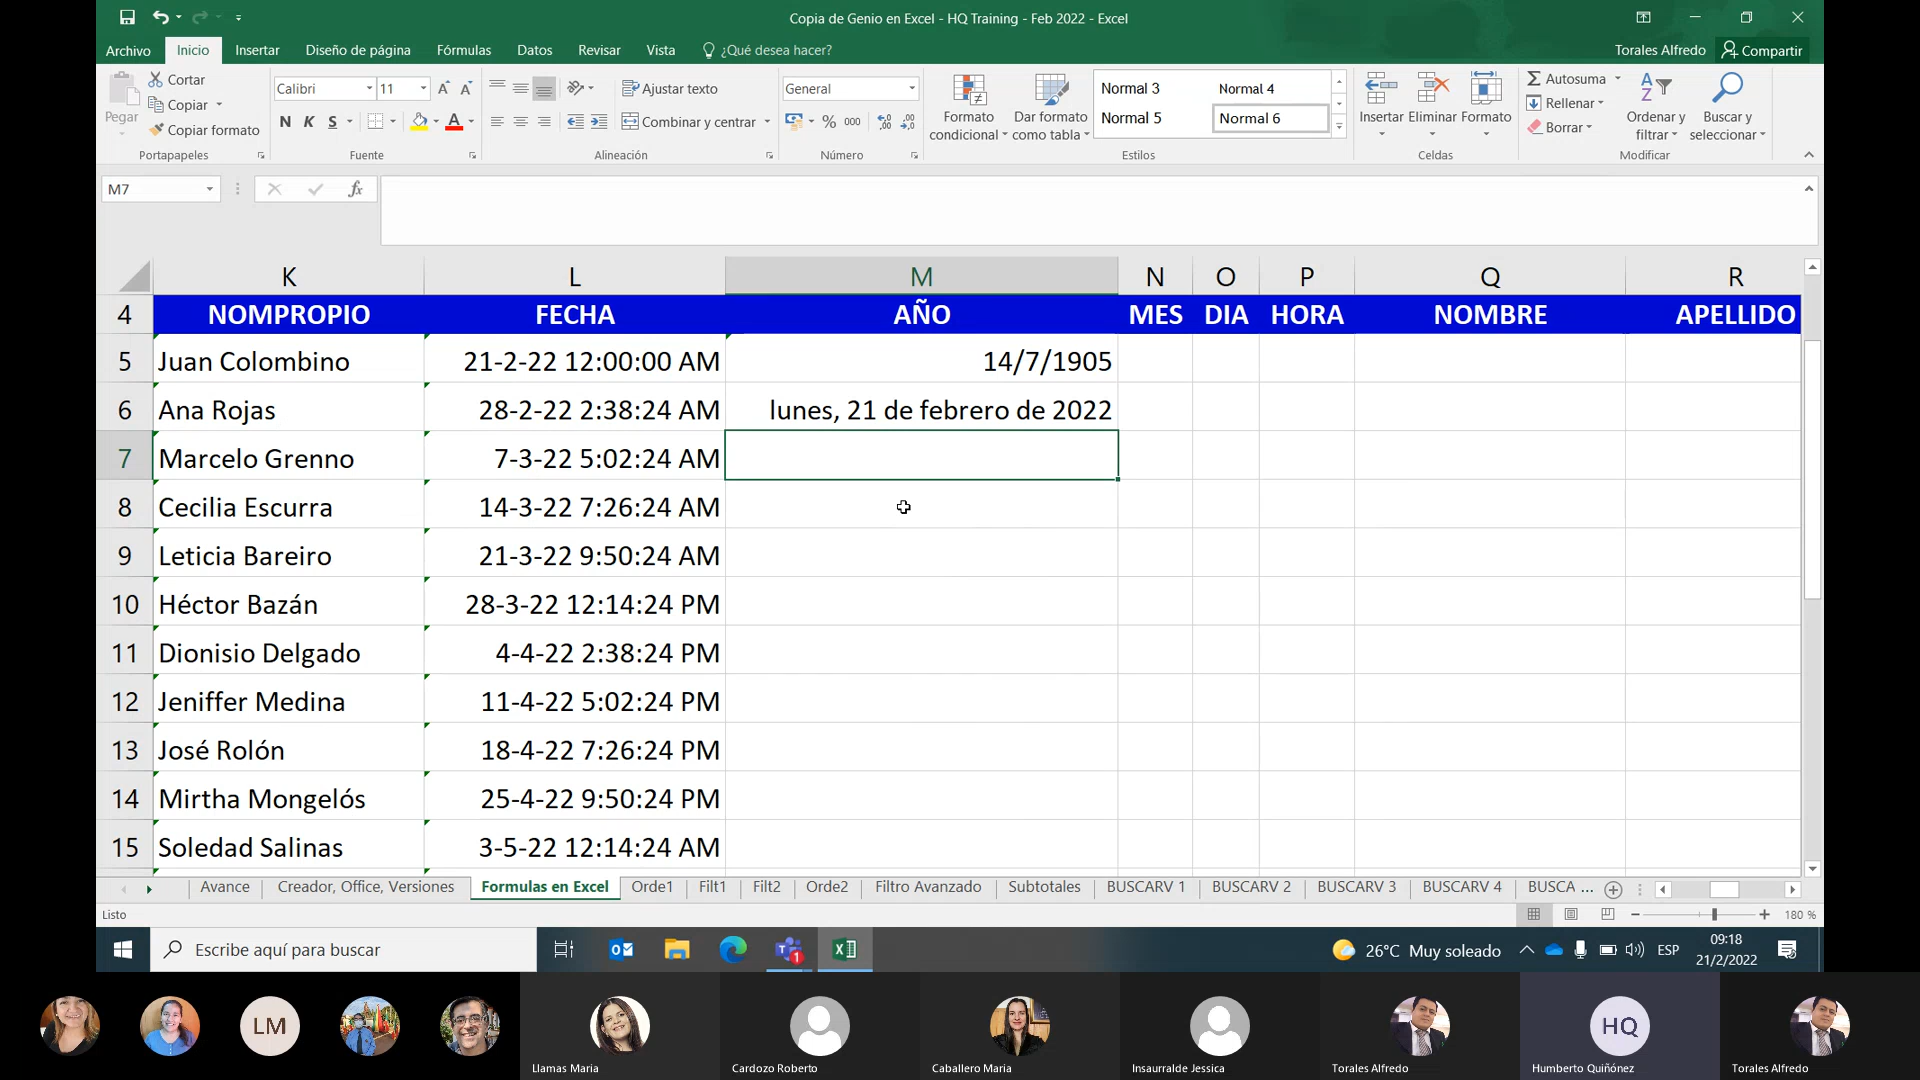 Copia de Genio en Excel - HQ Training - Feb 2022 - Excel
Archivo Inicio Insertar Diseño de página Fórmulas Datos Revisar Vista ¿Qué desea hacer? Torales Alfredo Compartir
Pegar
Cortar
Copiar
Copiar formato
Portapapeles
Calibri 11
N K S
Fuente
Ajustar texto
Combinar y centrar
Alineación
General
% 000
Número
Formato condicional
Dar formato como tabla
Normal 3 Normal 4
Normal 5 Normal 6
Estilos
Insertar Eliminar Formato
Celdas
Autosuma
Rellenar
Borrar
Ordenar y filtrar
Buscar y seleccionar
Modificar
M7 fx
K L M N O P Q R
4 NOMPROPIO FECHA AÑO MES DIA HORA NOMBRE APELLIDO
5 Juan Colombino 21-2-22 12:00:00 AM 14/7/1905
6 Ana Rojas 28-2-22 2:38:24 AM lunes, 21 de febrero de 2022
7 Marcelo Grenno 7-3-22 5:02:24 AM
8 Cecilia Escurra 14-3-22 7:26:24 AM
9 Leticia Bareiro 21-3-22 9:50:24 AM
10 Héctor Bazán 28-3-22 12:14:24 PM
11 Dionisio Delgado 4-4-22 2:38:24 PM
12 Jeniffer Medina 11-4-22 5:02:24 PM
13 José Rolón 18-4-22 7:26:24 PM
14 Mirtha Mongelós 25-4-22 9:50:24 PM
15 Soledad Salinas 3-5-22 12:14:24 AM
Avance Creador, Office, Versiones Formulas en Excel Orde1 Filt1 Filt2 Orde2 Filtro Avanzado Subtotales BUSCARV 1 BUSCARV 2 BUSCARV 3 BUSCARV 4 BUSCA ...
Listo 180 %
Escribe aquí para buscar 1 26°C Muy soleado ESP 09:18
21/2/2022
LM HQ
Llamas Maria Cardozo Roberto Caballero Maria Insaurralde Jessica Torales Alfredo Humberto Quiñónez Torales Alfredo